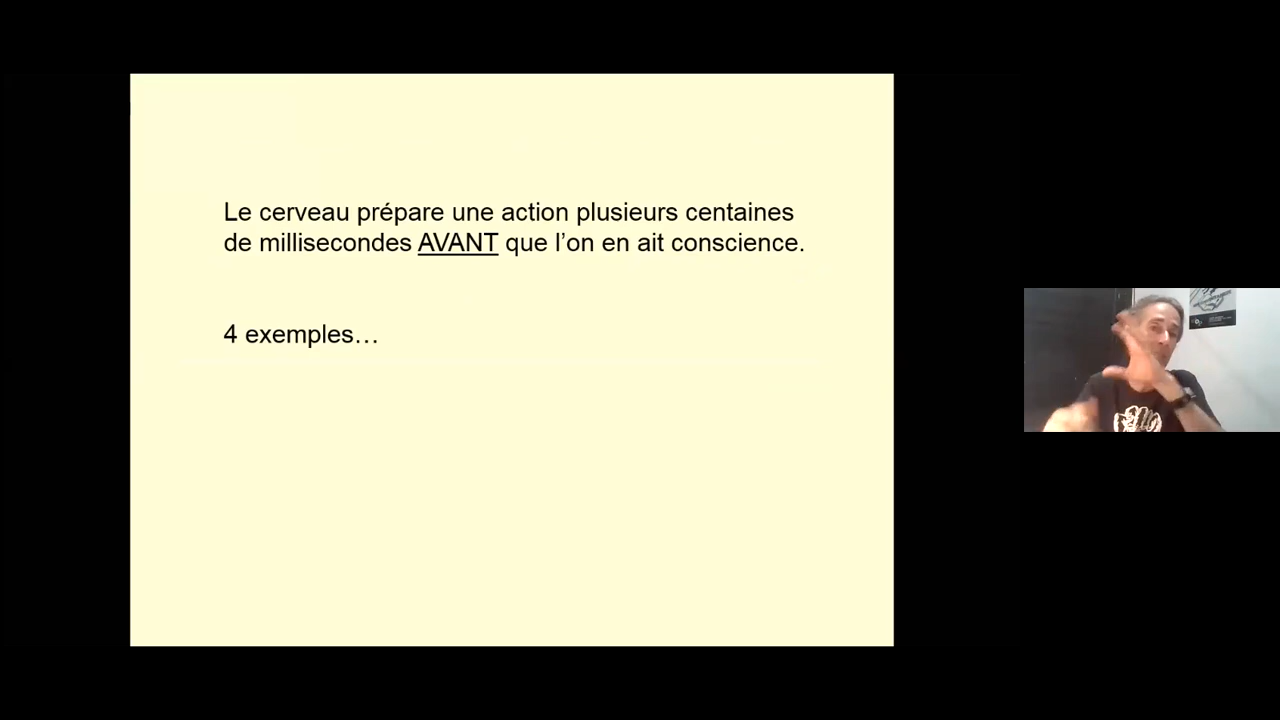 Le cerveau prépare une action plusieurs centaines
de millisecondes AVANT que l’on en ait conscience.
4 exemples…